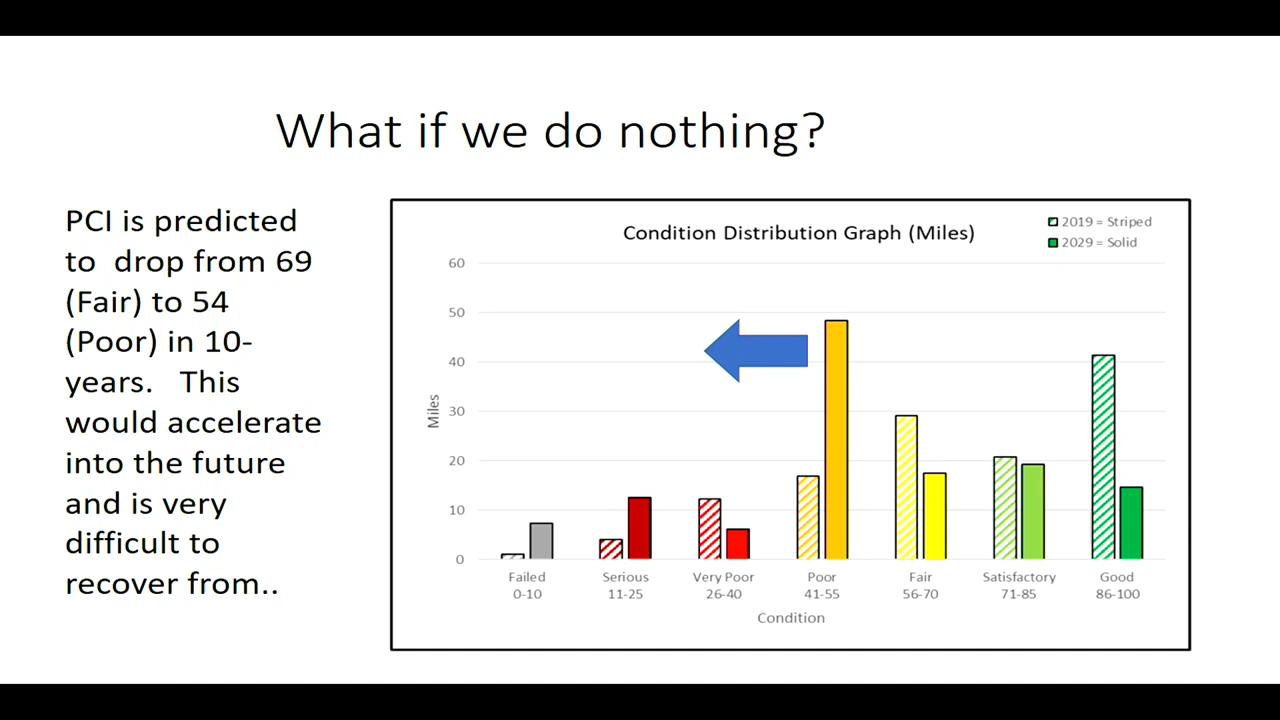 What if we do nothing?
PCI is predicted
to drop from 69
(Fair) to 54
(Poor) in 10-
years. This
would accelerate
into the future
and is very
difficult to
recover from..
Condition Distribution Graph (Miles)
2019 = Striped
2029 = Solid
60
50
40
30
20
10
0
Miles
Failed
0-10
Serious
11-25
Very Poor
26-40
Poor
41-55
Fair
56-70
Satisfactory
71-85
Good
86-100
Condition